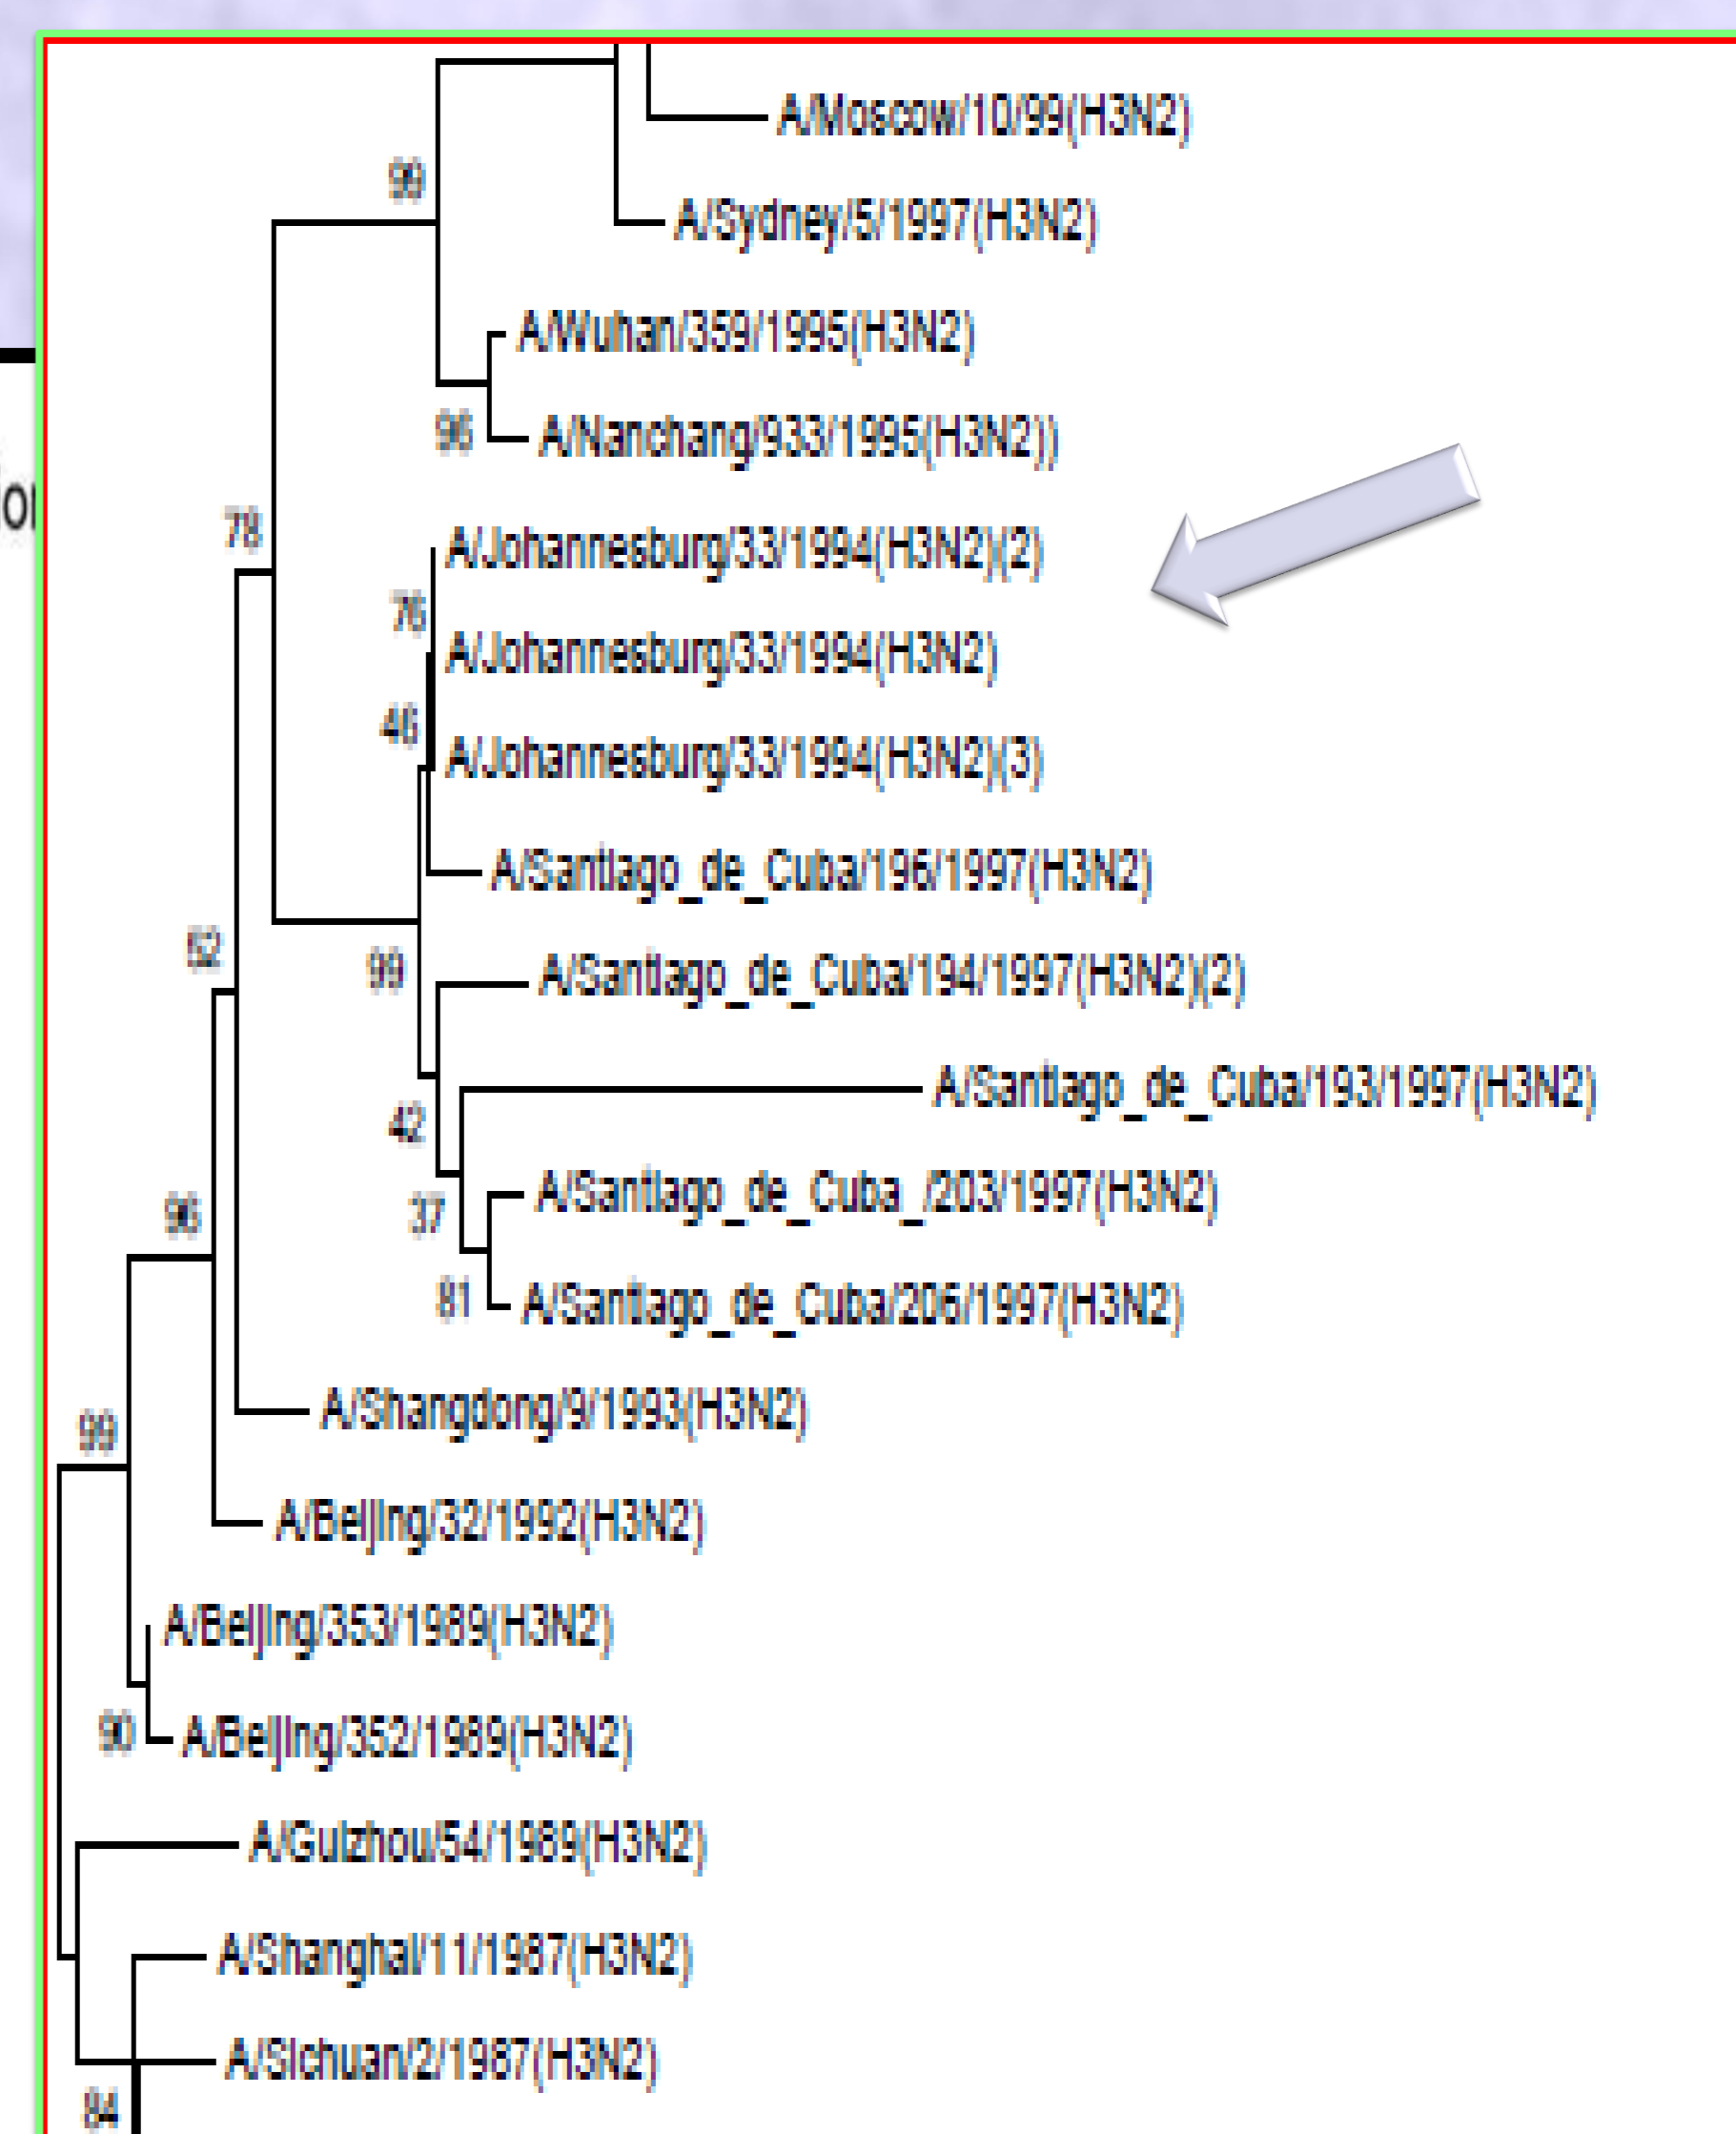 A/Moscow/10/99(H3N2)
99
A/Sydney/5/1997(H3N2)
A/Wuhan/359/1995(H3N2)
96
A/Nanchang/933/1995(H3N2))
78
A/Johannesburg/33/1994(H3N2)(2)
76
A/Johannesburg/33/1994(H3N2)
46
A/Johannesburg/33/1994(H3N2)(3)
A/Santiago_de_Cuba/196/1997(H3N2)
99
A/Santiago_de_Cuba/194/1997(H3N2)(2)
A/Santiago_de_Cuba/193/1997(H3N2)
42
A/Santiago_de_Cuba_/203/1997(H3N2)
96
37
81
A/Santiago_de_Cuba/206/1997(H3N2)
A/Shangdong/9/1993(H3N2)
99
A/Beijing/32/1992(H3N2)
A/Beijing/353/1989(H3N2)
90
A/Beijing/352/1989(H3N2)
A/Guizhou/54/1989(H3N2)
A/Shanghai/11/1987(H3N2)
A/Sichuan/2/1987(H3N2)
84